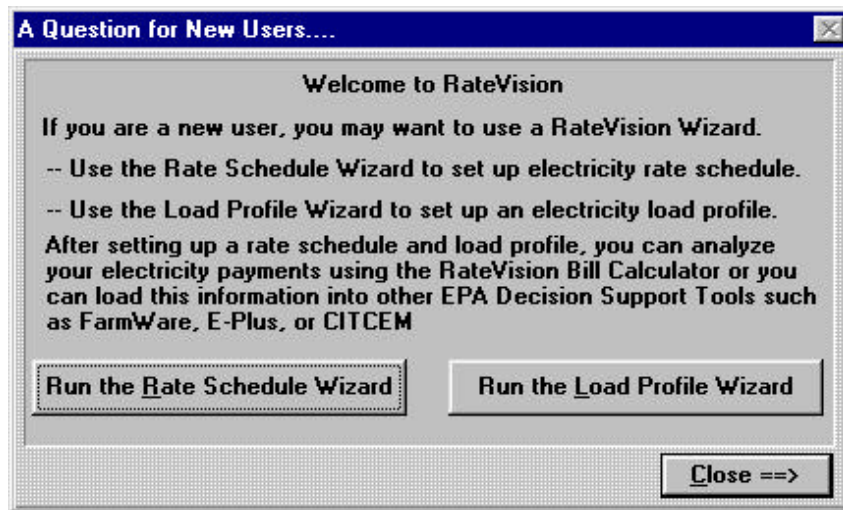 A Question for New Users....
Welcome to RateVision
If you are a new user, you may want to use a RateVision Wizard.
-- Use the Rate Schedule Wizard to set up electricity rate schedule.
-- Use the Load Profile Wizard to set up an electricity load profile.
After setting up a rate schedule and load profile, you can analyze
your electricity payments using the RateVision Bill Calculator or you
can load this information into other EPA Decision Support Tools such
as FarmWare, E-Plus, or CITCEM
Run the Rate Schedule Wizard
Run the Load Profile Wizard
Close ==>